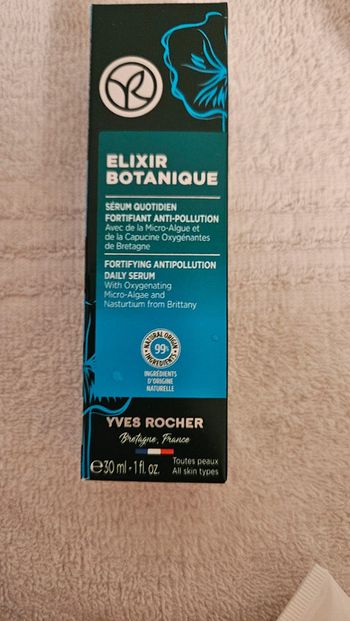 YR
ELIXIR
BOTANIQUE
SÉRUM QUOTIDIEN
FORTIFIANT ANTI-POLLUTION
Avec de la Micro-Algue et
de la Capucine Oxygénantes
de Bretagne
FORTIFYING ANTIPOLLUTION
DAILY SERUM
With Oxygenating
Micro-Algae and
Nasturtium from Brittany
NATURAL ORIGIN
99%
INGREDIENTS
INGRÉDIENTS
D'ORIGINE
NATURELLE
YVES ROCHER
Bretagne, France
℮30 ml - 1 fl. oz.
Toutes peaux
All skin types